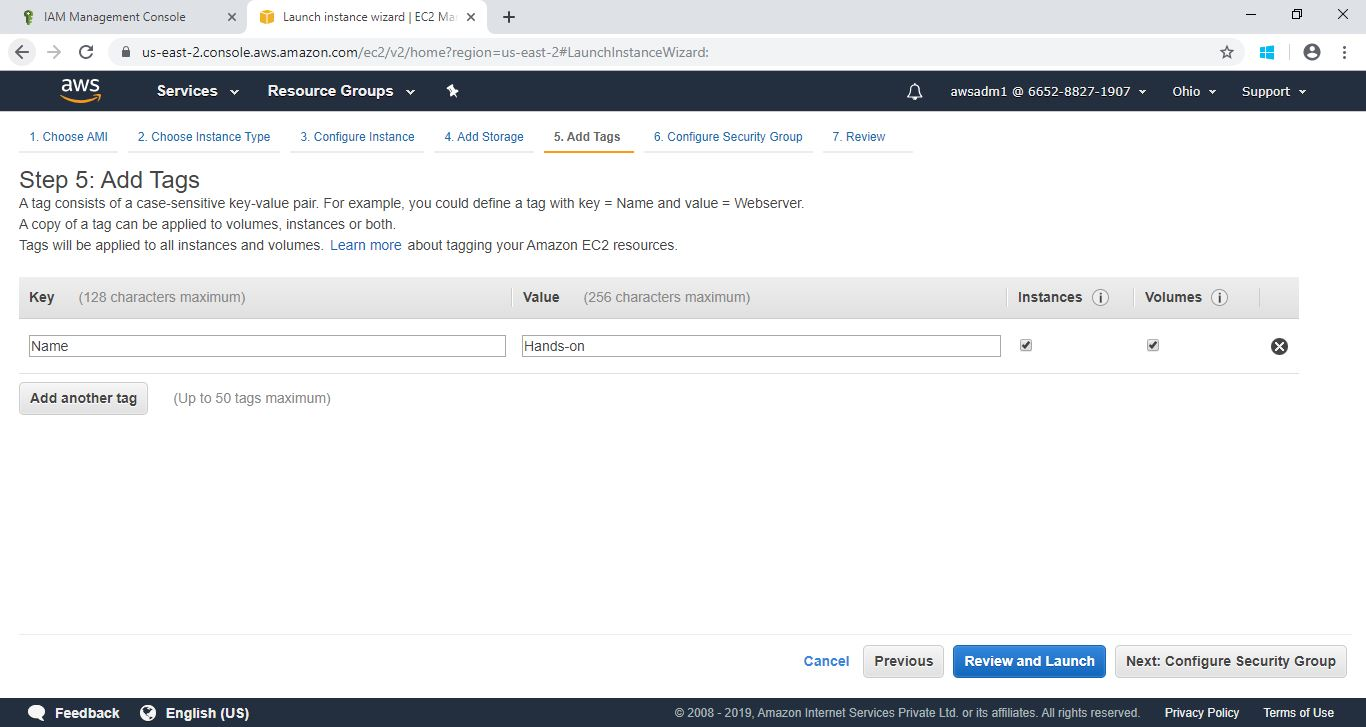 IAM Management Console
Launch instance wizard | EC2 Ma
us-east-2.console.aws.amazon.com/ec2/v2/home?region=us-east-2#LaunchInstanceWizard:
aws Services Resource Groups awsadm1 @ 6652-8827-1907 Ohio Support
1. Choose AMI 2. Choose Instance Type 3. Configure Instance 4. Add Storage 5. Add Tags 6. Configure Security Group 7. Review
Step 5: Add Tags
A tag consists of a case-sensitive key-value pair. For example, you could define a tag with key = Name and value = Webserver.
A copy of a tag can be applied to volumes, instances or both.
Tags will be applied to all instances and volumes. Learn more about tagging your Amazon EC2 resources.
Key (128 characters maximum) Value (256 characters maximum) Instances i Volumes i
Name Hands-on
Add another tag (Up to 50 tags maximum)
Cancel Previous Review and Launch Next: Configure Security Group
Feedback English (US) © 2008 - 2019, Amazon Internet Services Private Ltd. or its affiliates. All rights reserved. Privacy Policy Terms of Use